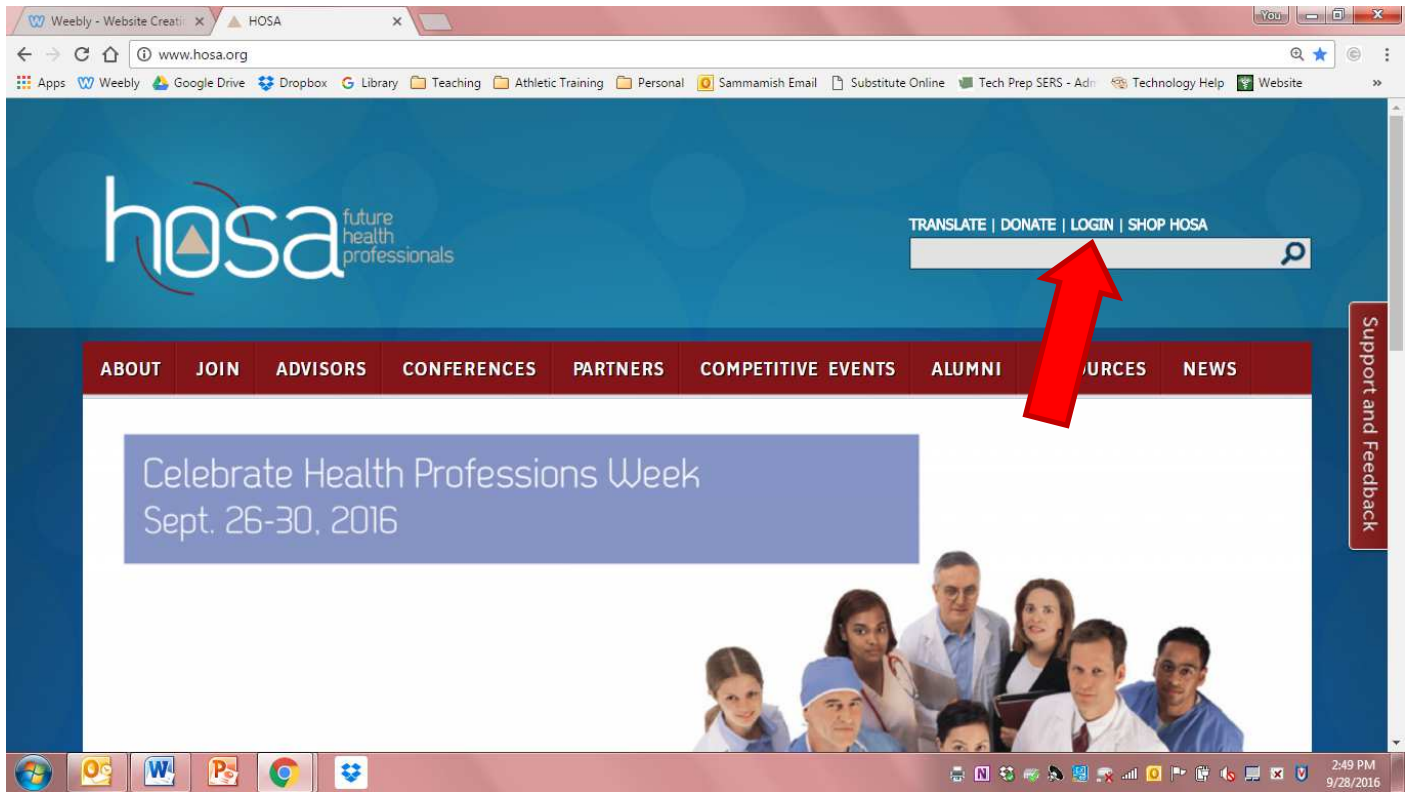 Weebly - Website Creatin
HOSA
You
www.hosa.org
Apps Weebly Google Drive Dropbox Library Teaching Athletic Training Personal Sammamish Email Substitute Online Tech Prep SERS - Adm Technology Help Website »
hosa
future
health
professionals
TRANSLATE | DONATE | LOGIN | SHOP HOSA
ABOUT JOIN ADVISORS CONFERENCES PARTNERS COMPETITIVE EVENTS ALUMNI OURCES NEWS
Support and Feedback
Celebrate Health Professions Week
Sept. 26-30, 2016
2:49 PM
9/28/2016